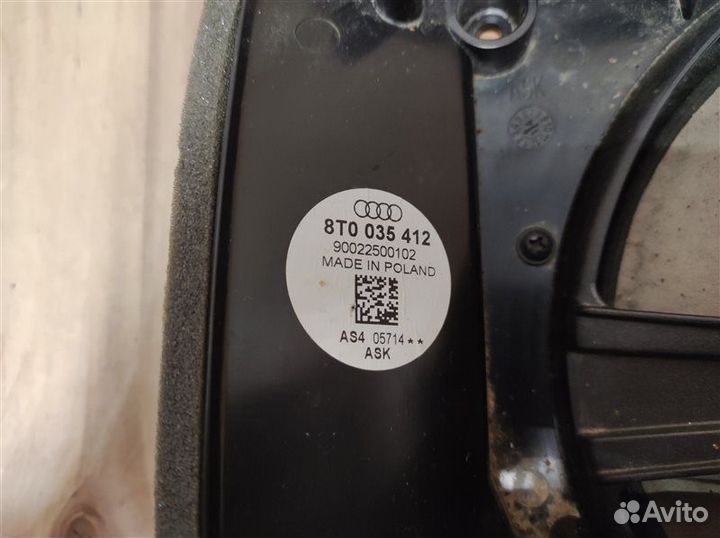 ASK
8T0 035 412
90022500102
MADE IN POLAND
AS4 05714**
ASK
Avito